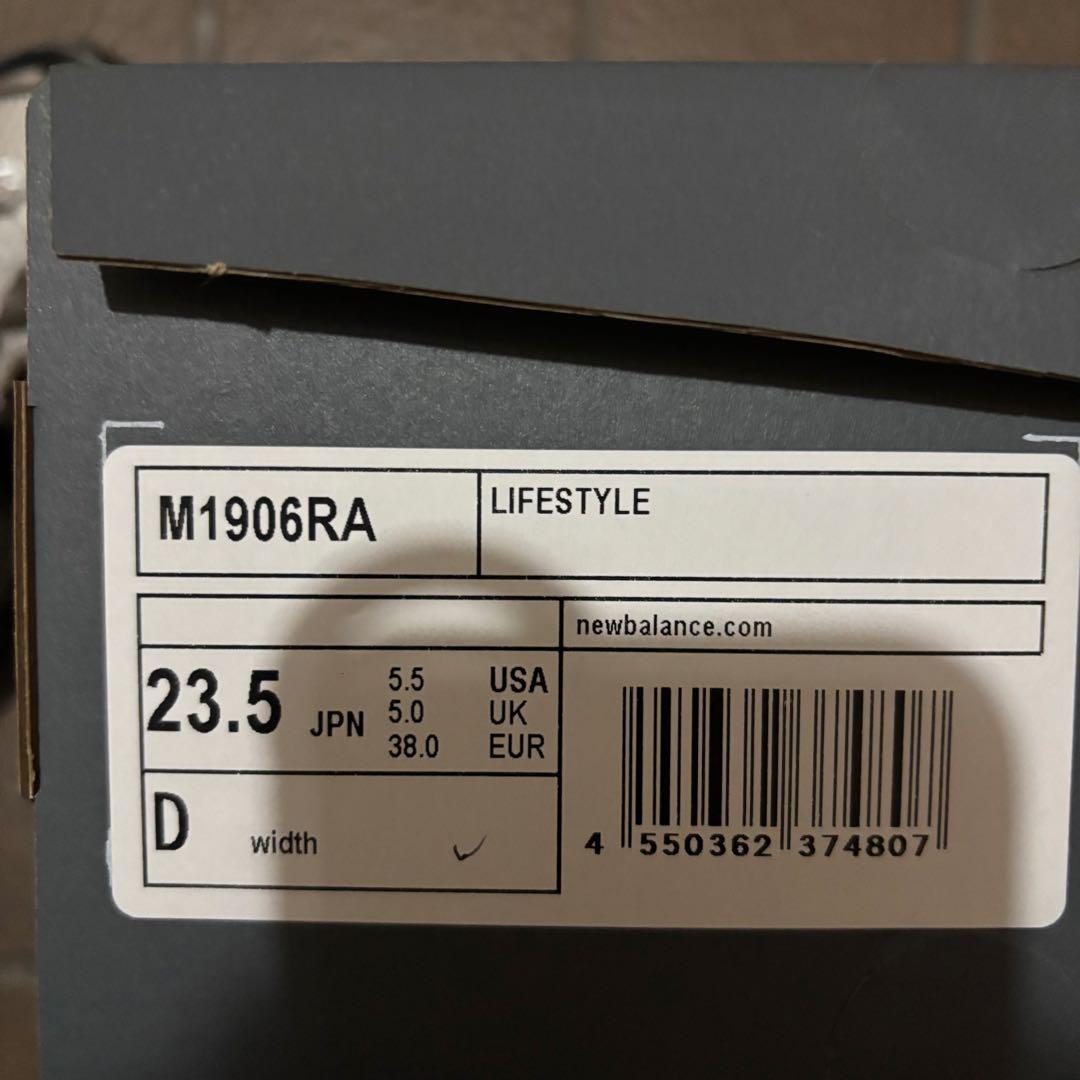 M1906RA
LIFESTYLE
newbalance.com
23.5 JPN
5.5 USA
5.0 UK
38.0 EUR
D width
4 550362 374807